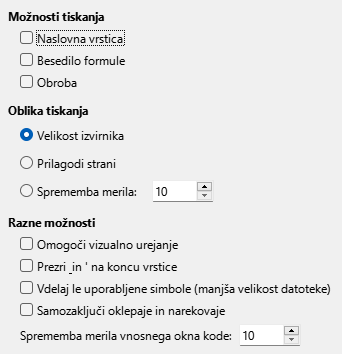 Možnosti tiskanja
Naslovna vrstica
Besedilo formule
Obroba
Oblika tiskanja
Velikost izvirnika
Prilagodi strani
Sprememba merila: 10
Razne možnosti
Omogoči vizualno urejanje
Prezri _in ' na koncu vrstice
Vdelaj le uporabljene simbole (manjša velikost datoteke)
Samozaključi oklepaje in narekovaje
Sprememba merila vnosnega okna kode: 10